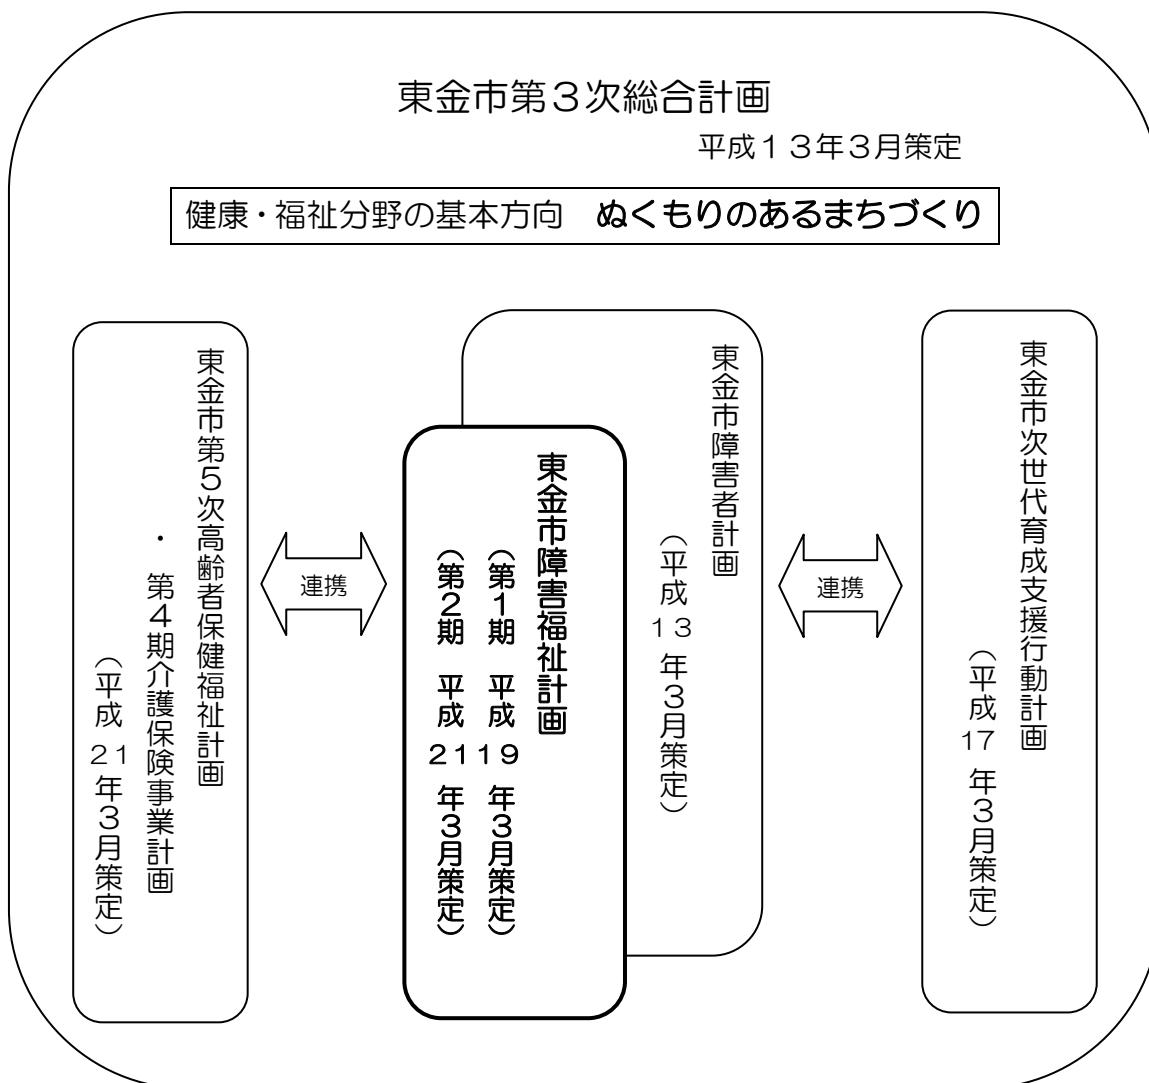 東金市第３次総合計画
平成１３年３月策定
健康・福祉分野の基本方向　ぬくもりのあるまちづくり
東金市次世代育成支援行動計画
（平成17年３月策定）
連携
東金市障害者計画
（平成13年３月策定）
東金市障害福祉計画
（第１期　平成19年３月策定）
（第２期　平成21年３月策定）
連携
東金市第５次高齢者保健福祉計画
・第４期介護保険事業計画
（平成21年３月策定）